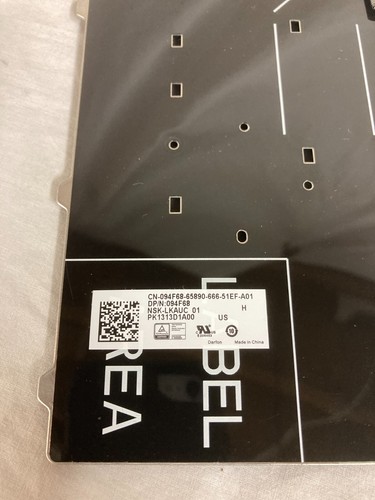 CN-094F68-65890-666-51EF-A01
DP/N:094F68
NSK-LKAUC 01 H
PK1313D1A00 US
Darfon Made in China
LABEL
AREA